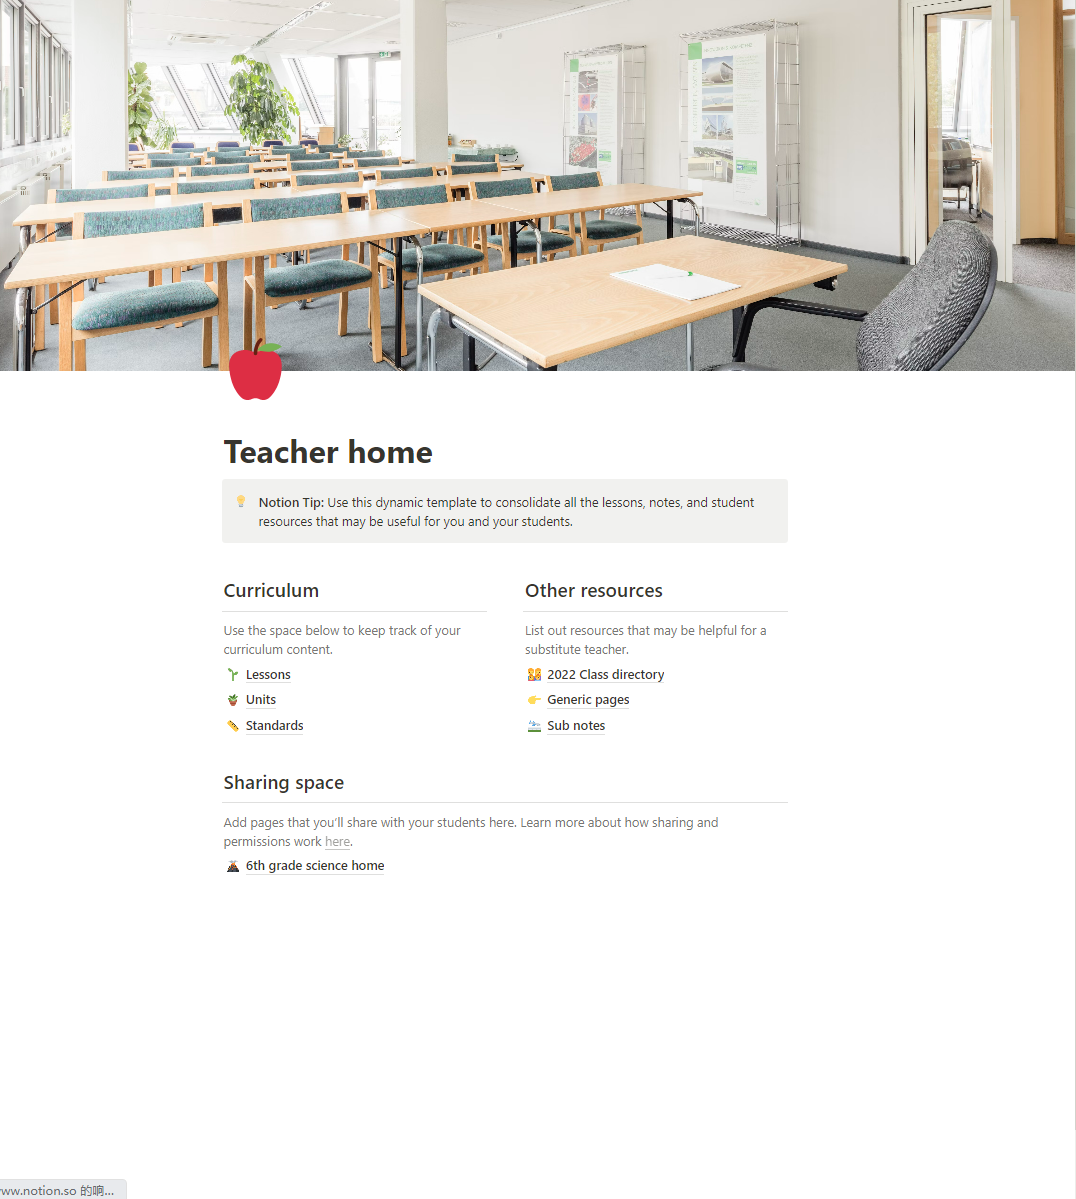 Teacher home
Notion Tip: Use this dynamic template to consolidate all the lessons, notes, and student
resources that may be useful for you and your students.
Curriculum
Use the space below to keep track of your
curriculum content.
Lessons
Units
Standards
Other resources
List out resources that may be helpful for a
substitute teacher.
2022 Class directory
Generic pages
Sub notes
Sharing space
Add pages that you’ll share with your students here. Learn more about how sharing and
permissions work here.
6th grade science home
www.notion.so 的响...